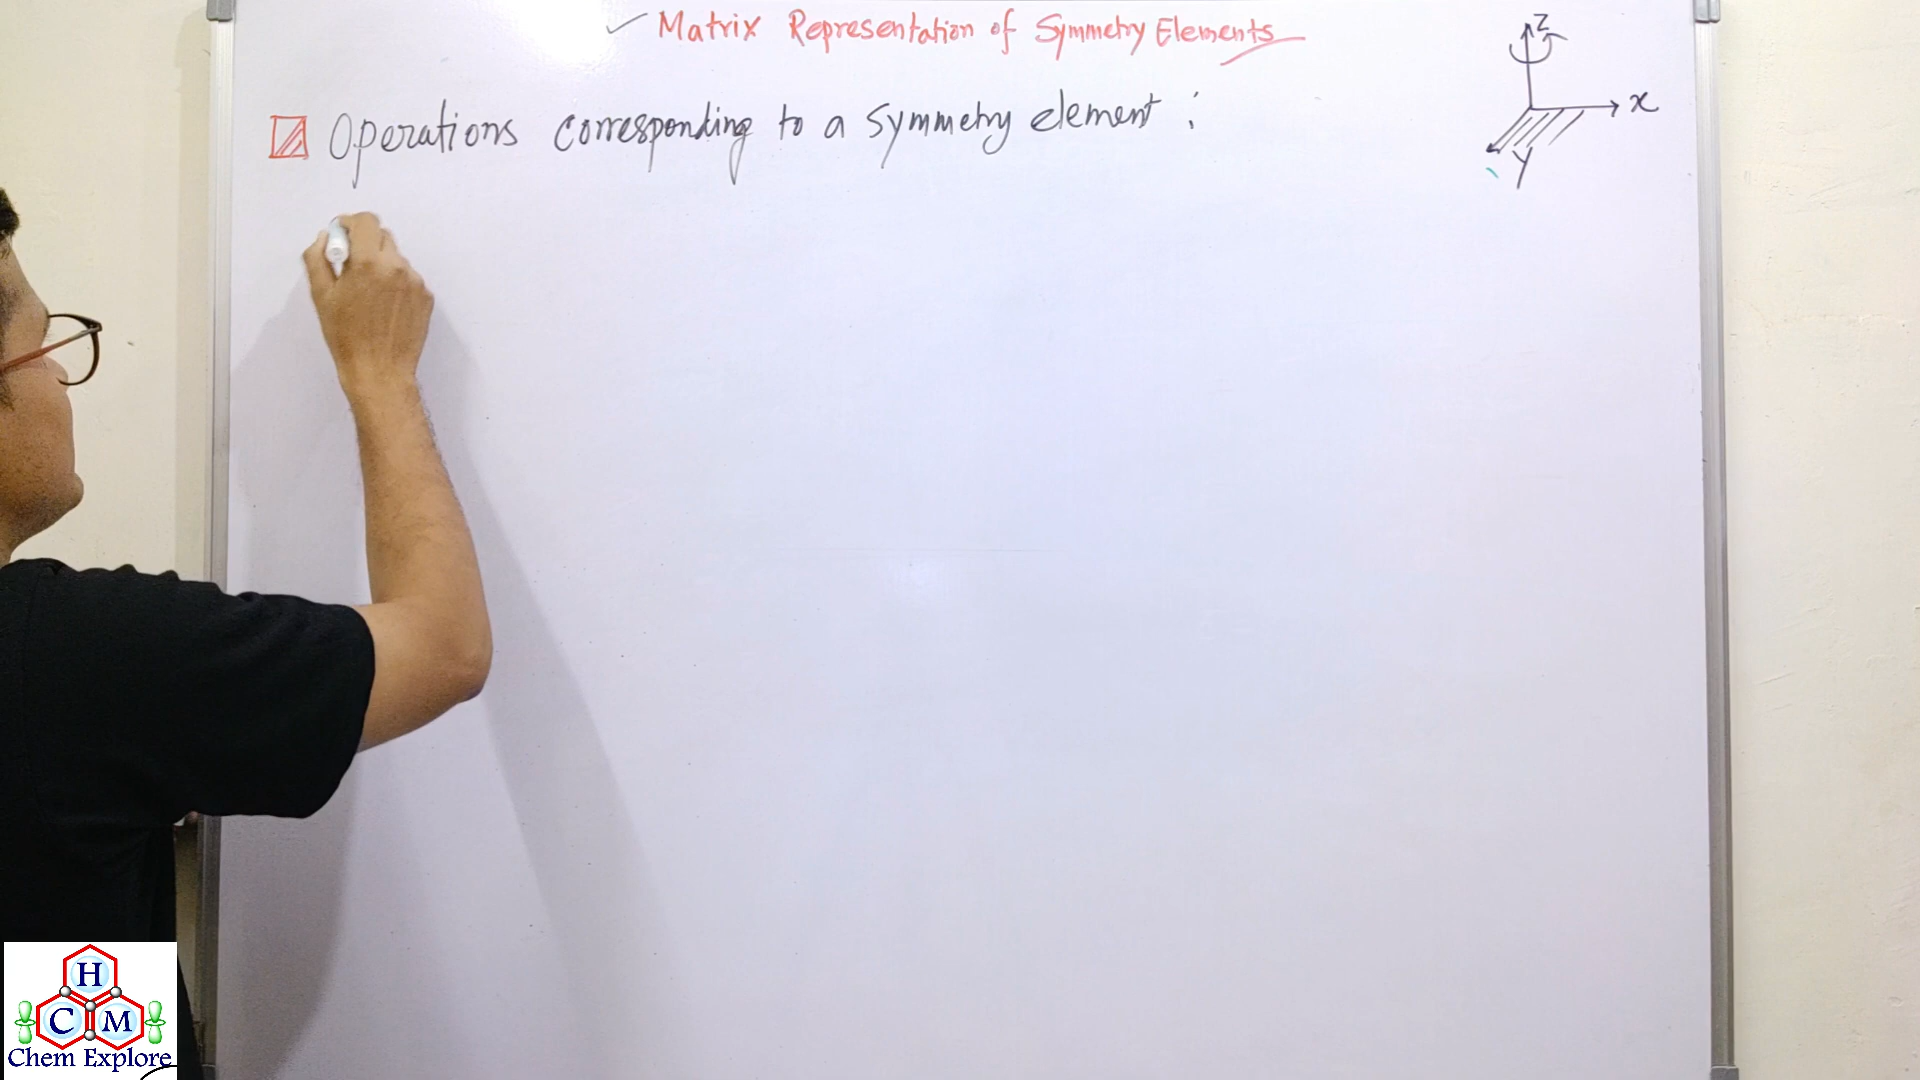 ✓ Matrix Representation of Symmetry Elements
Operations corresponding to a symmetry element :
Z
x
Y
H
C M
Chem Explore